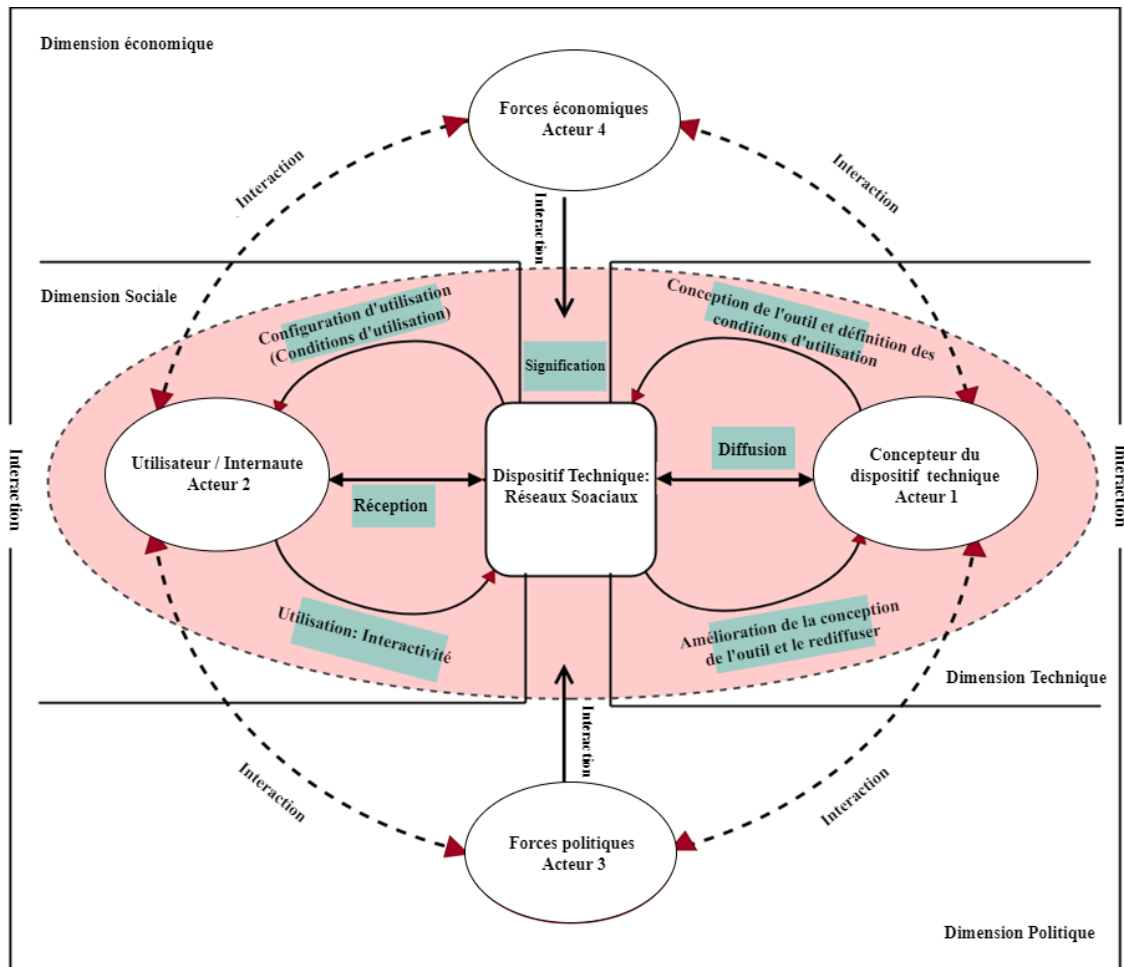 Dimension économique
Forces économiques
Acteur 4
Interaction
Interaction
Interaction
Dimension Sociale
Configuration d'utilisation
(Conditions d'utilisation)
Conception de l'outil et définition des
conditions d'utilisation
Signification
Interaction
Utilisateur / Internaute
Acteur 2
Réception
Dispositif Technique:
Réseaux Soaciaux
Diffusion
Concepteur du
dispositif technique
Acteur 1
Interaction
Utilisation: Interactivité
Amélioration de la conception
de l'outil et le rediffuser
Dimension Technique
Interaction
Interaction
Interaction
Forces politiques
Acteur 3
Dimension Politique